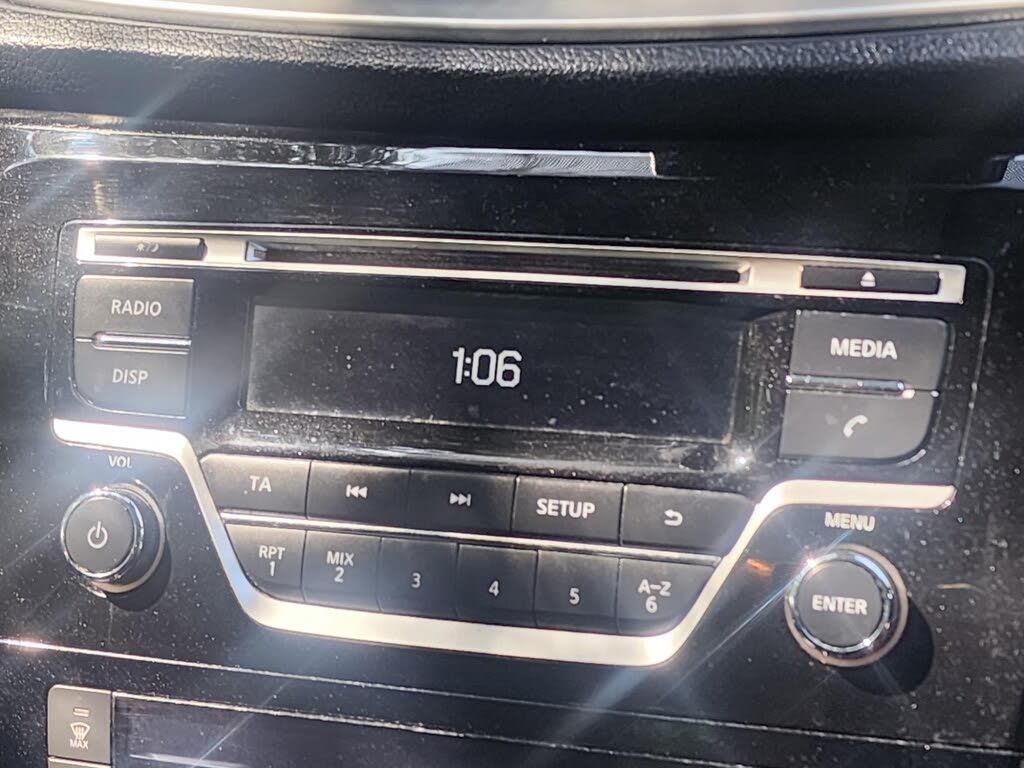 RADIO
1:06
MEDIA
DISP
VOL
TA
SETUP
MENU
RPT
1
MIX
2
3
4
5
A-Z
6
ENTER
MAX